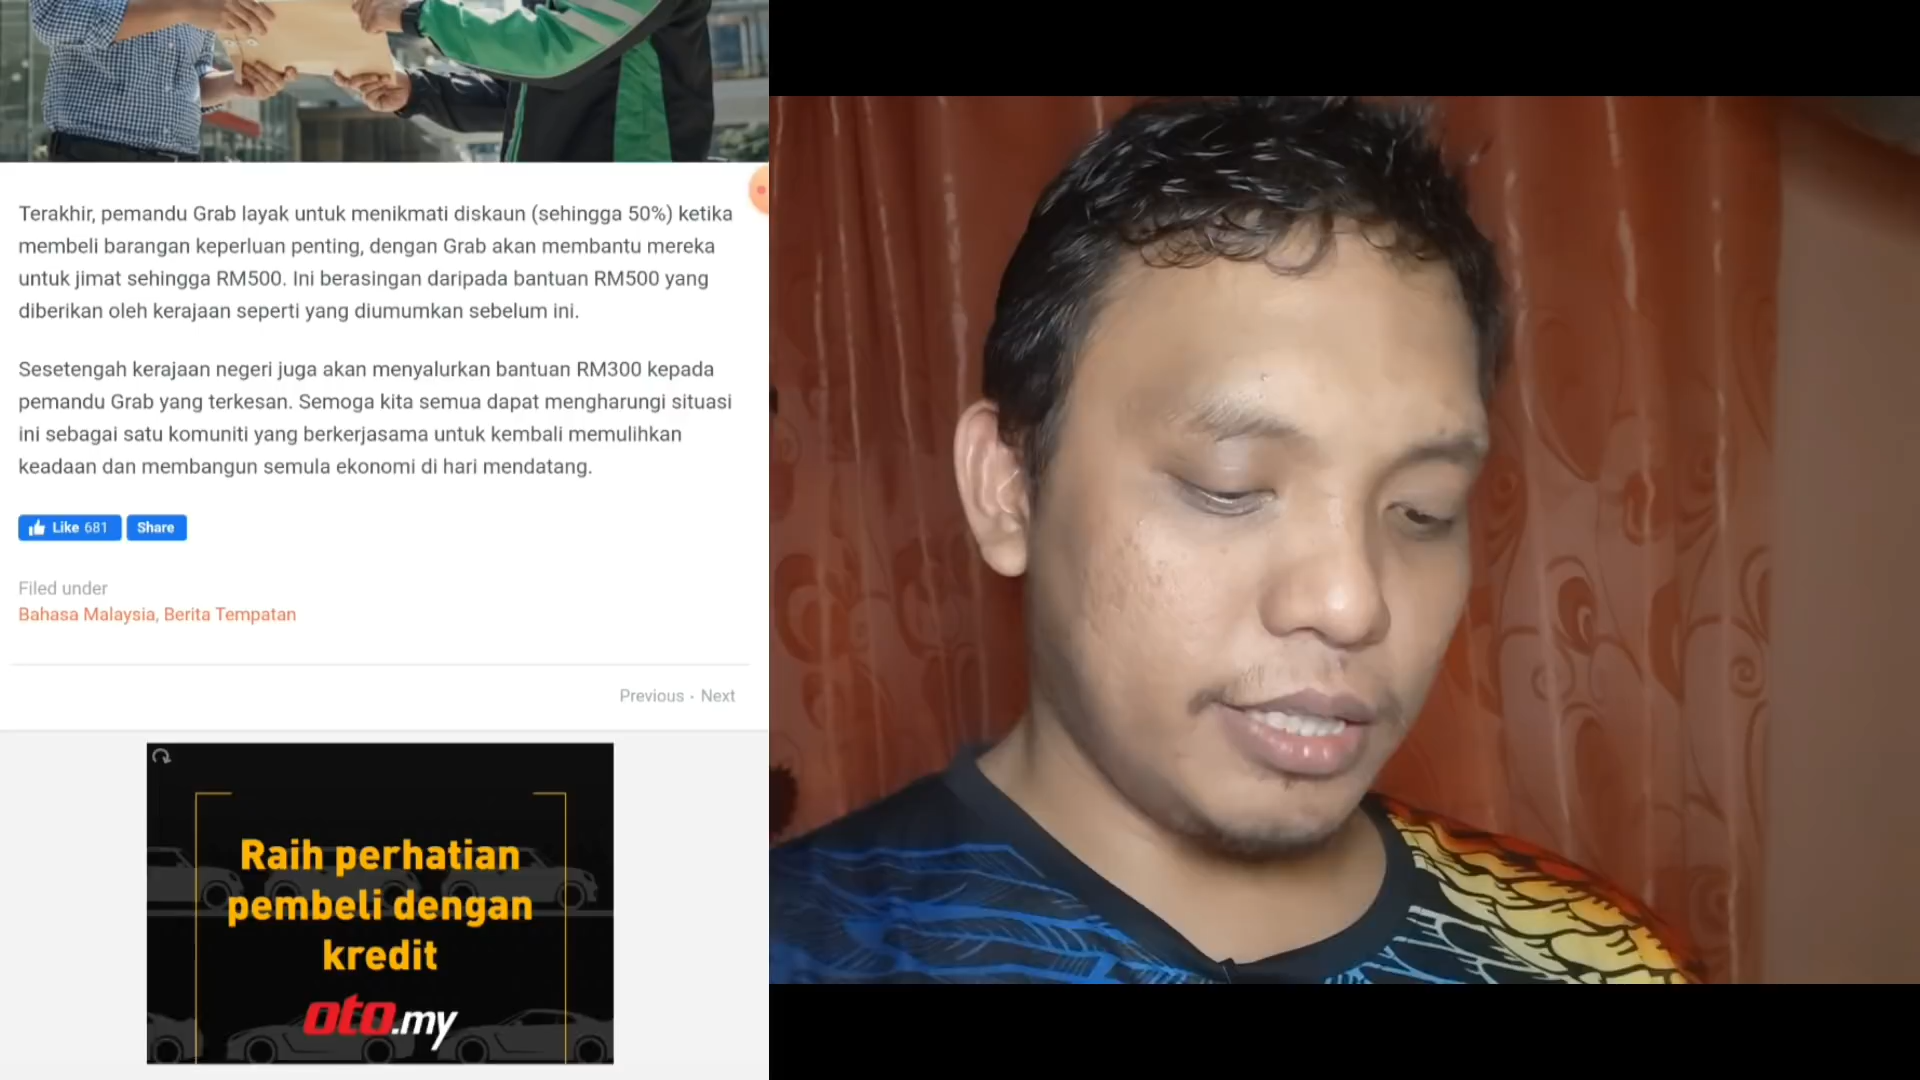 Terakhir, pemandu Grab layak untuk menikmati diskaun (sehingga 50%) ketika
membeli barangan keperluan penting, dengan Grab akan membantu mereka
untuk jimat sehingga RM500. Ini berasingan daripada bantuan RM500 yang
diberikan oleh kerajaan seperti yang diumumkan sebelum ini.
Sesetengah kerajaan negeri juga akan menyalurkan bantuan RM300 kepada
pemandu Grab yang terkesan. Semoga kita semua dapat mengharungi situasi
ini sebagai satu komuniti yang berkerjasama untuk kembali memulihkan
keadaan dan membangun semula ekonomi di hari mendatang.
Like 681 Share
Filed under
Bahasa Malaysia, Berita Tempatan
Previous · Next
Raih perhatian
pembeli dengan
kredit
oto.my